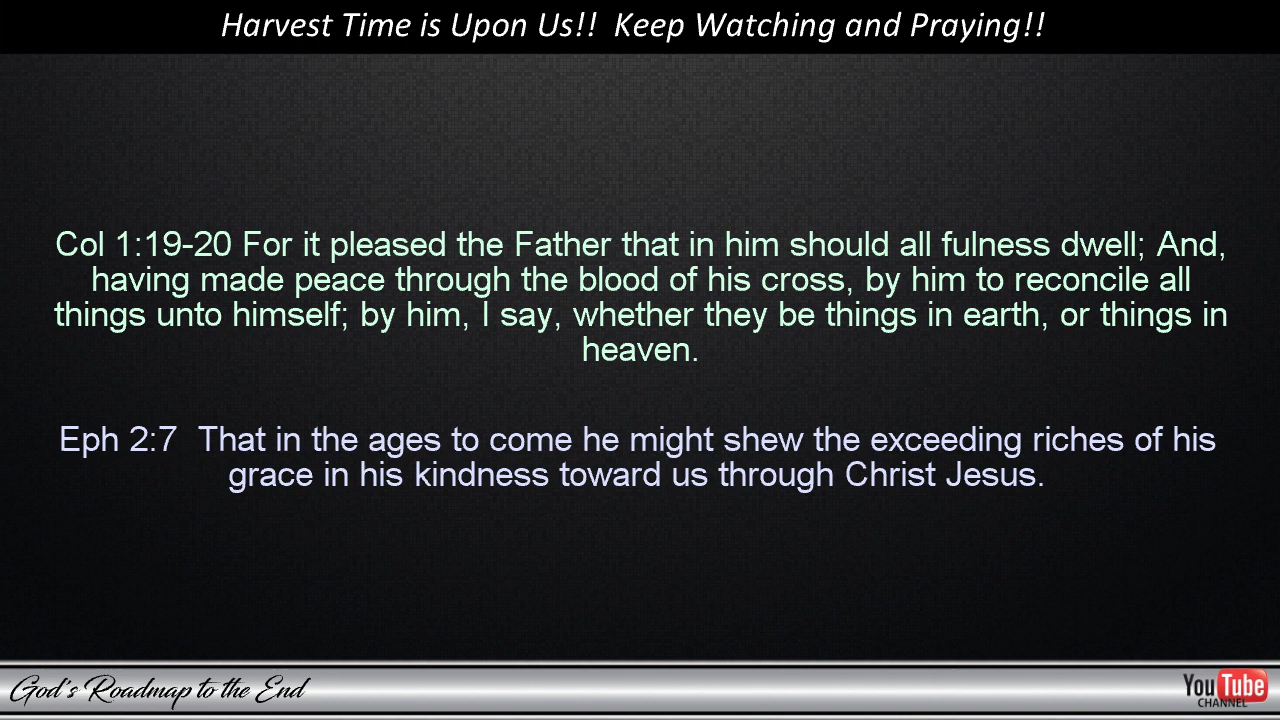 Harvest Time is Upon Us!!  Keep Watching and Praying!!
Col 1:19-20 For it pleased the Father that in him should all fulness dwell; And,
having made peace through the blood of his cross, by him to reconcile all
things unto himself; by him, I say, whether they be things in earth, or things in
heaven.
Eph 2:7  That in the ages to come he might shew the exceeding riches of his
grace in his kindness toward us through Christ Jesus.
God's Roadmap to the End
YouTube
CHANNEL